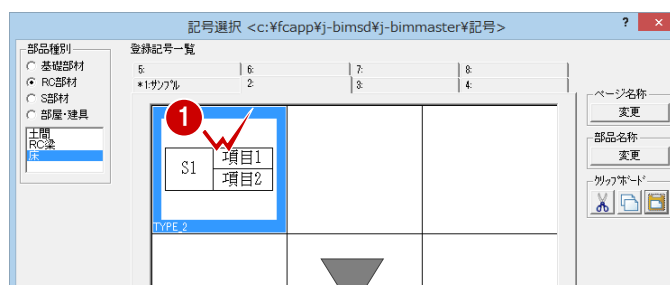 記号選択 <c:¥fcapp¥j-bimsd¥j-bimmaster¥記号>
? x
部品種別
基礎部材
RC部材
S部材
部屋・建具
土間
RC梁
床
登録記号一覧
5: 6: 7: 8:
*1:サンプル 2: 3: 4:
1
S1 項目1
項目2
TYPE_2
ページ名称
変更
部品名称
変更
クリップボード